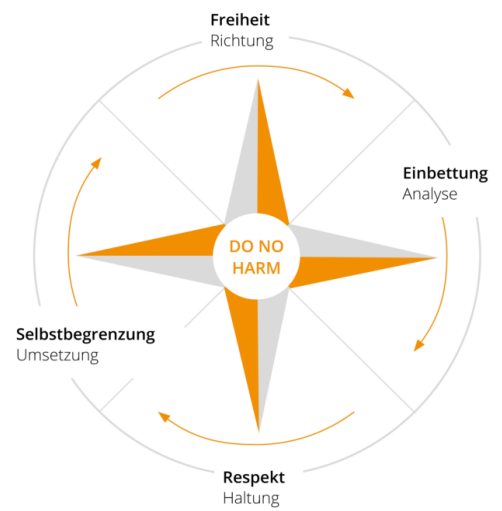 Freiheit
Richtung
Einbettung
Analyse
DO NO
HARM
Selbstbegrenzung
Umsetzung
Respekt
Haltung